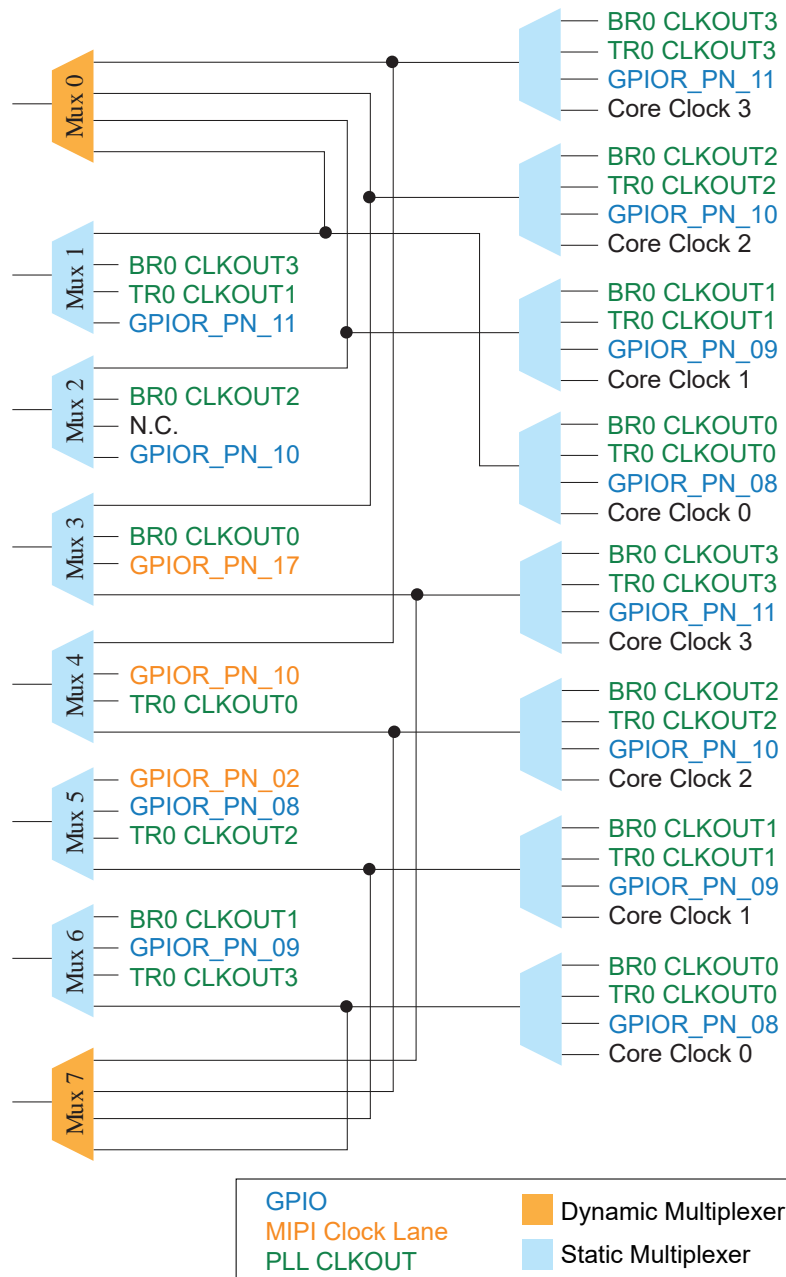 Mux 0
Mux 1
BR0 CLKOUT3
TR0 CLKOUT1
GPIOR_PN_11
Mux 2
BR0 CLKOUT2
N.C.
GPIOR_PN_10
Mux 3
BR0 CLKOUT0
GPIOR_PN_17
Mux 4
GPIOR_PN_10
TR0 CLKOUT0
Mux 5
GPIOR_PN_02
GPIOR_PN_08
TR0 CLKOUT2
Mux 6
BR0 CLKOUT1
GPIOR_PN_09
TR0 CLKOUT3
Mux 7
BR0 CLKOUT3
TR0 CLKOUT3
GPIOR_PN_11
Core Clock 3
BR0 CLKOUT2
TR0 CLKOUT2
GPIOR_PN_10
Core Clock 2
BR0 CLKOUT1
TR0 CLKOUT1
GPIOR_PN_09
Core Clock 1
BR0 CLKOUT0
TR0 CLKOUT0
GPIOR_PN_08
Core Clock 0
BR0 CLKOUT3
TR0 CLKOUT3
GPIOR_PN_11
Core Clock 3
BR0 CLKOUT2
TR0 CLKOUT2
GPIOR_PN_10
Core Clock 2
BR0 CLKOUT1
TR0 CLKOUT1
GPIOR_PN_09
Core Clock 1
BR0 CLKOUT0
TR0 CLKOUT0
GPIOR_PN_08
Core Clock 0
GPIO
MIPI Clock Lane
PLL CLKOUT
Dynamic Multiplexer
Static Multiplexer